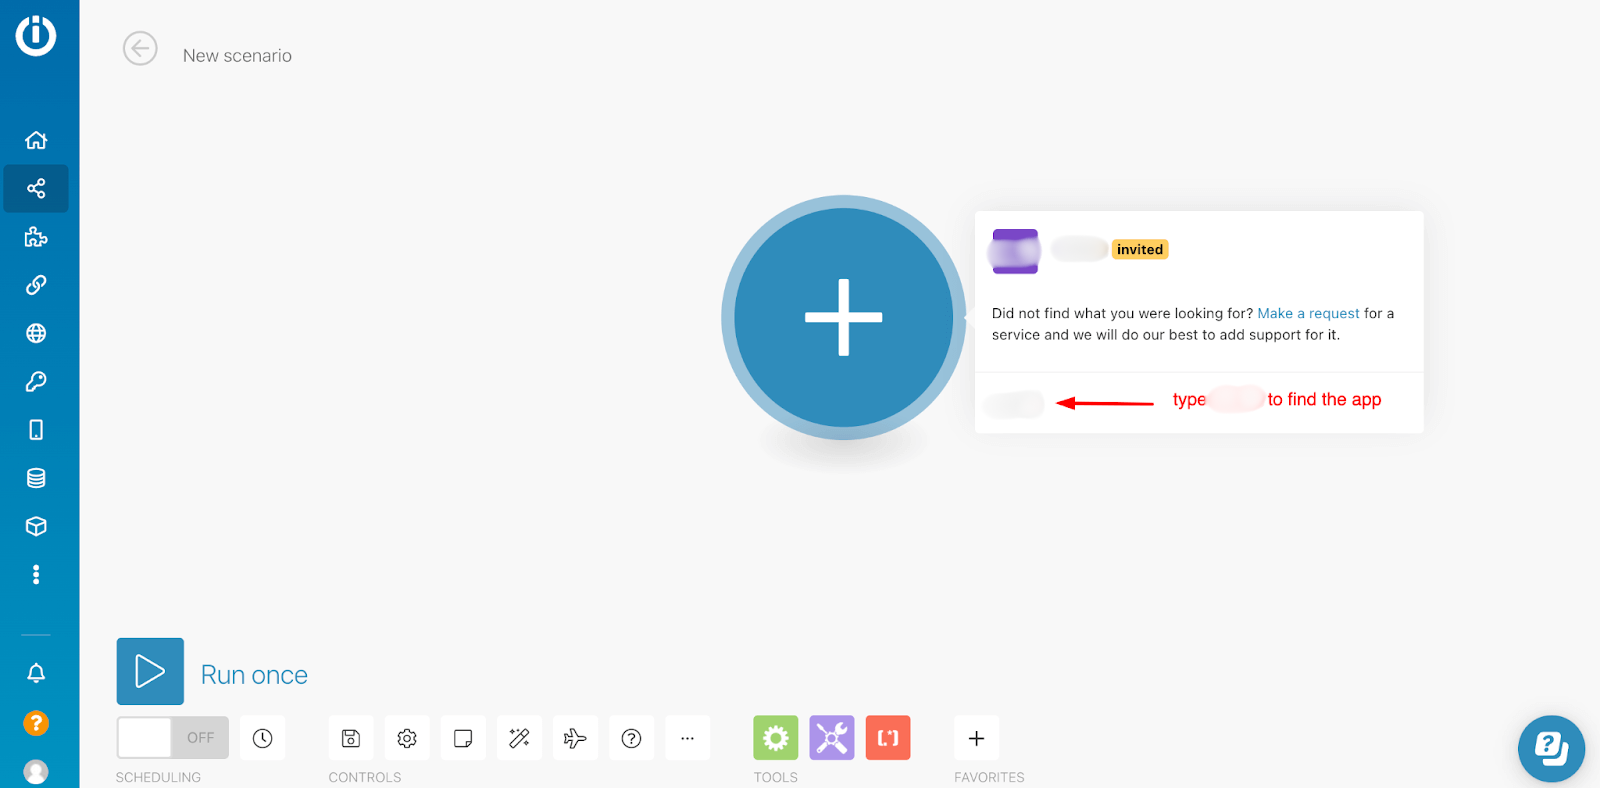 New scenario
invited
Did not find what you were looking for? Make a request for a
service and we will do our best to add support for it.
type to find the app
Run once
OFF
SCHEDULING
CONTROLS
TOOLS
FAVORITES